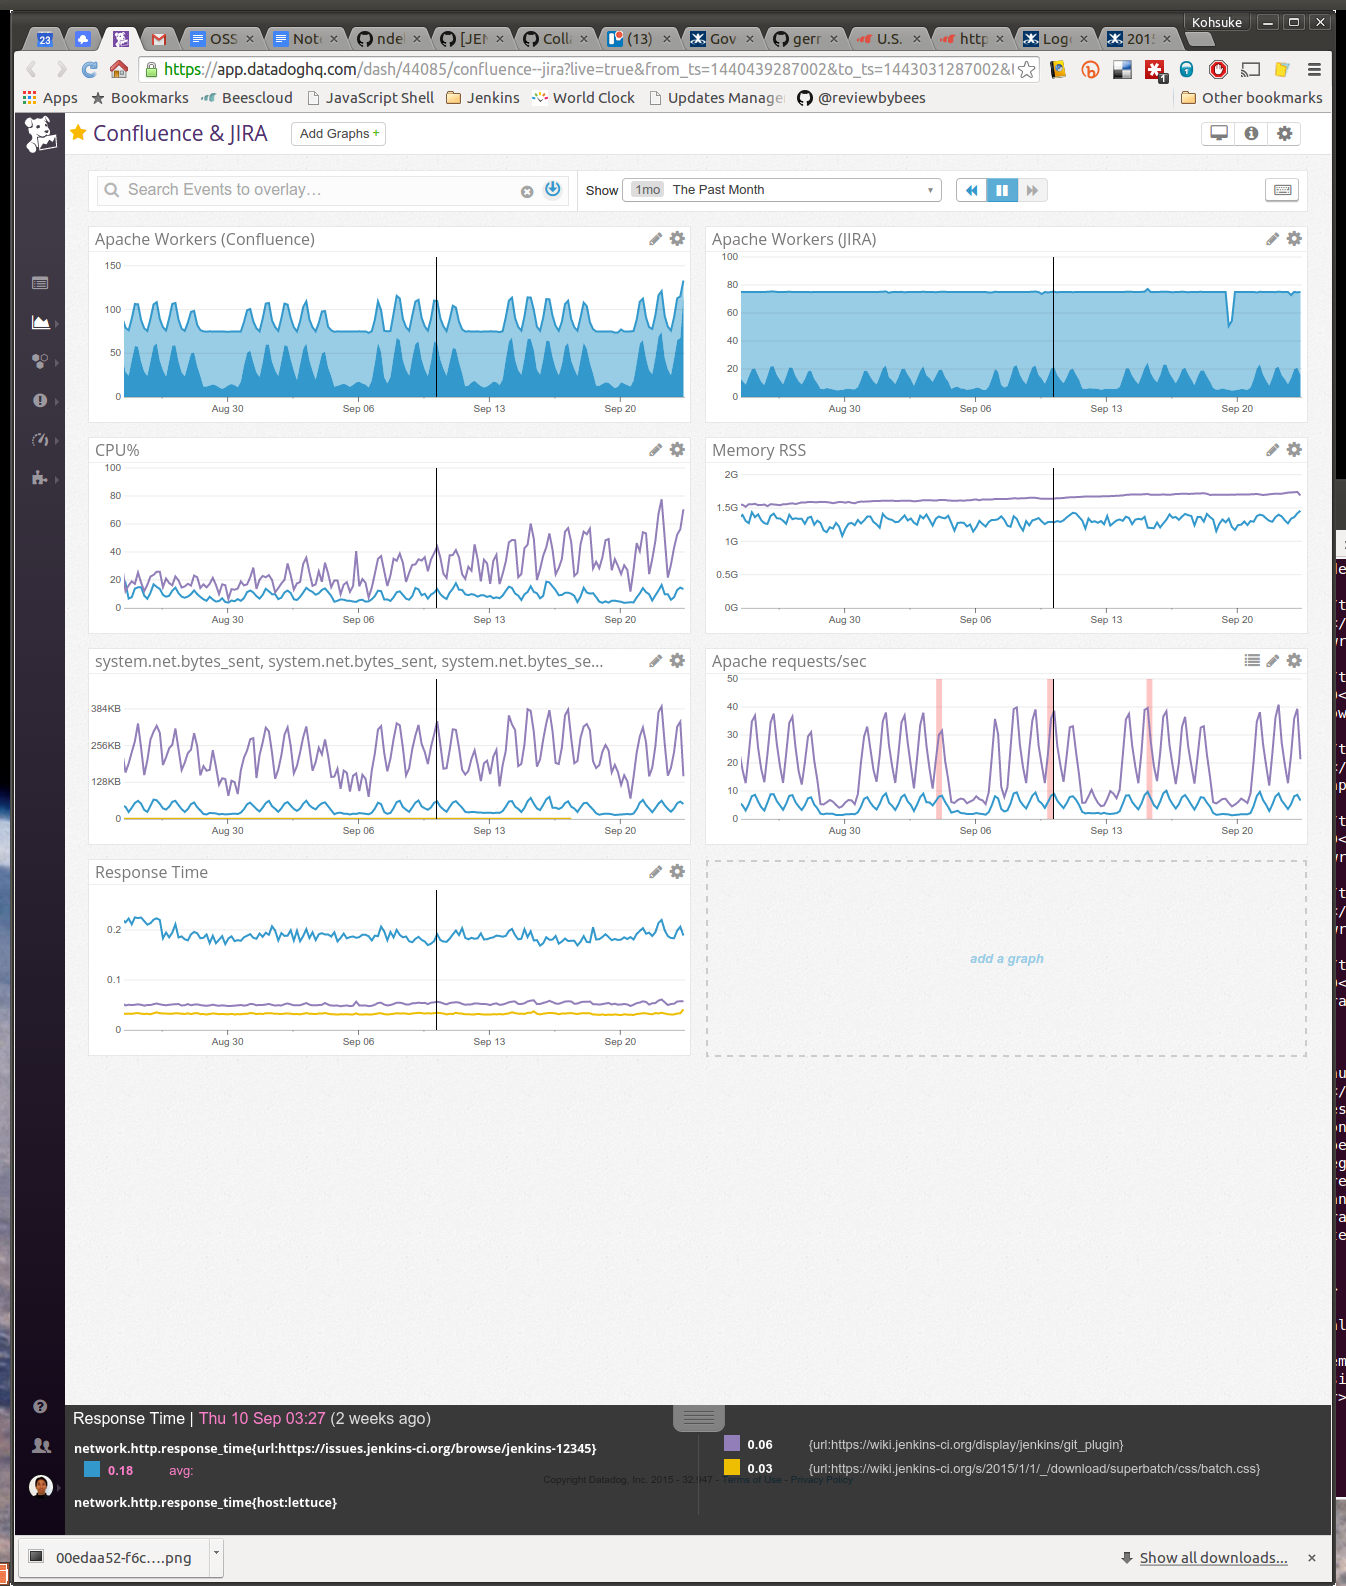 Kohsuke
23
OSS
Not
nde
[JEN
Coll
(13)
Gov
gerr
U.S.
http
Logo
201
https://app.datadoghq.com/dash/44085/confluence--jira?live=true&from_ts=1440439287002&to_ts=1443031287002&
1
Apps
Bookmarks
Beescloud
JavaScript Shell
Jenkins
World Clock
Updates Manage
@reviewbybees
Other bookmarks
Confluence & JIRA
Add Graphs +
Search Events to overlay...
Show
1mo The Past Month
Apache Workers (Confluence)
150
100
50
0
Aug 30
Sep 06
Sep 13
Sep 20
Apache Workers (JIRA)
100
80
60
40
20
0
Aug 30
Sep 06
Sep 13
Sep 20
CPU%
100
80
60
40
20
0
Aug 30
Sep 06
Sep 13
Sep 20
Memory RSS
2G
1.5G
1G
0.5G
0G
Aug 30
Sep 06
Sep 13
Sep 20
system.net.bytes_sent, system.net.bytes_sent, system.net.bytes_se...
384KB
256KB
128KB
0
Aug 30
Sep 06
Sep 13
Sep 20
Apache requests/sec
50
40
30
20
10
0
Aug 30
Sep 06
Sep 13
Sep 20
Response Time
0.2
0.1
0
Aug 30
Sep 06
Sep 13
Sep 20
add a graph
Response Time | Thu 10 Sep 03:27 (2 weeks ago)
network.http.response_time{url:https://issues.jenkins-ci.org/browse/jenkins-12345}
0.18 avg:
network.http.response_time{host:lettuce}
0.06 {url:https://wiki.jenkins-ci.org/display/jenkins/git_plugin}
0.03 {url:https://wiki.jenkins-ci.org/s/2015/1/1/_/download/superbatch/css/batch.css}
Copyright Datadog, Inc. 2015 - 32.947 - Terms of Use - Privacy Policy
00edaa52-f6c....png
Show all downloads...